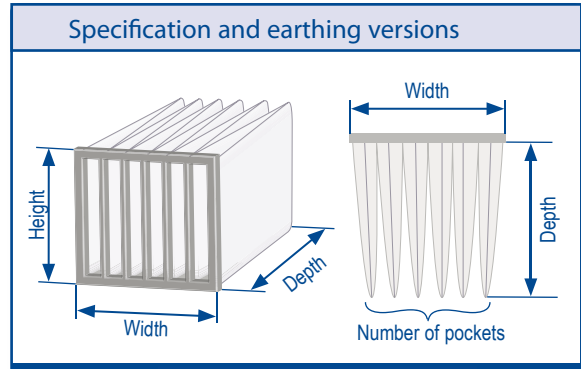 Specification and earthing versions
Height
Width
Depth
Width
Depth
Number of pockets